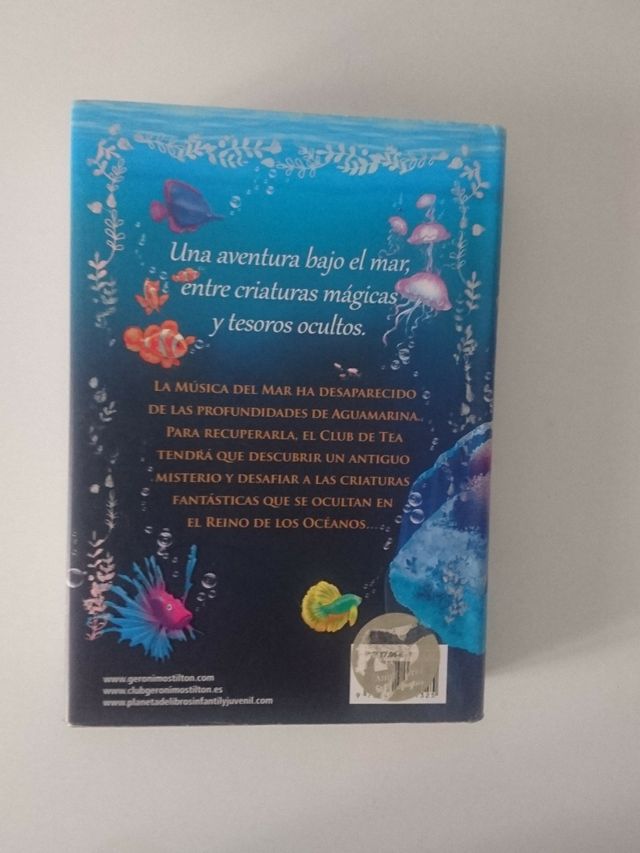 Una aventura bajo el mar,
entre criaturas mágicas
y tesoros ocultos.
LA MÚSICA DEL MAR HA DESAPARECIDO
DE LAS PROFUNDIDADES DE AGUAMARINA.
PARA RECUPERARLA, EL CLUB DE TEA
TENDRÁ QUE DESCUBRIR UN ANTIGUO
MISTERIO Y DESAFIAR A LAS CRIATURAS
FANTÁSTICAS QUE SE OCULTAN EN
EL REINO DE LOS OCÉANOS...
www.geronimostilton.com
www.clubgeronimostilton.es
www.planetadelibrosinfantilyjuvenil.com